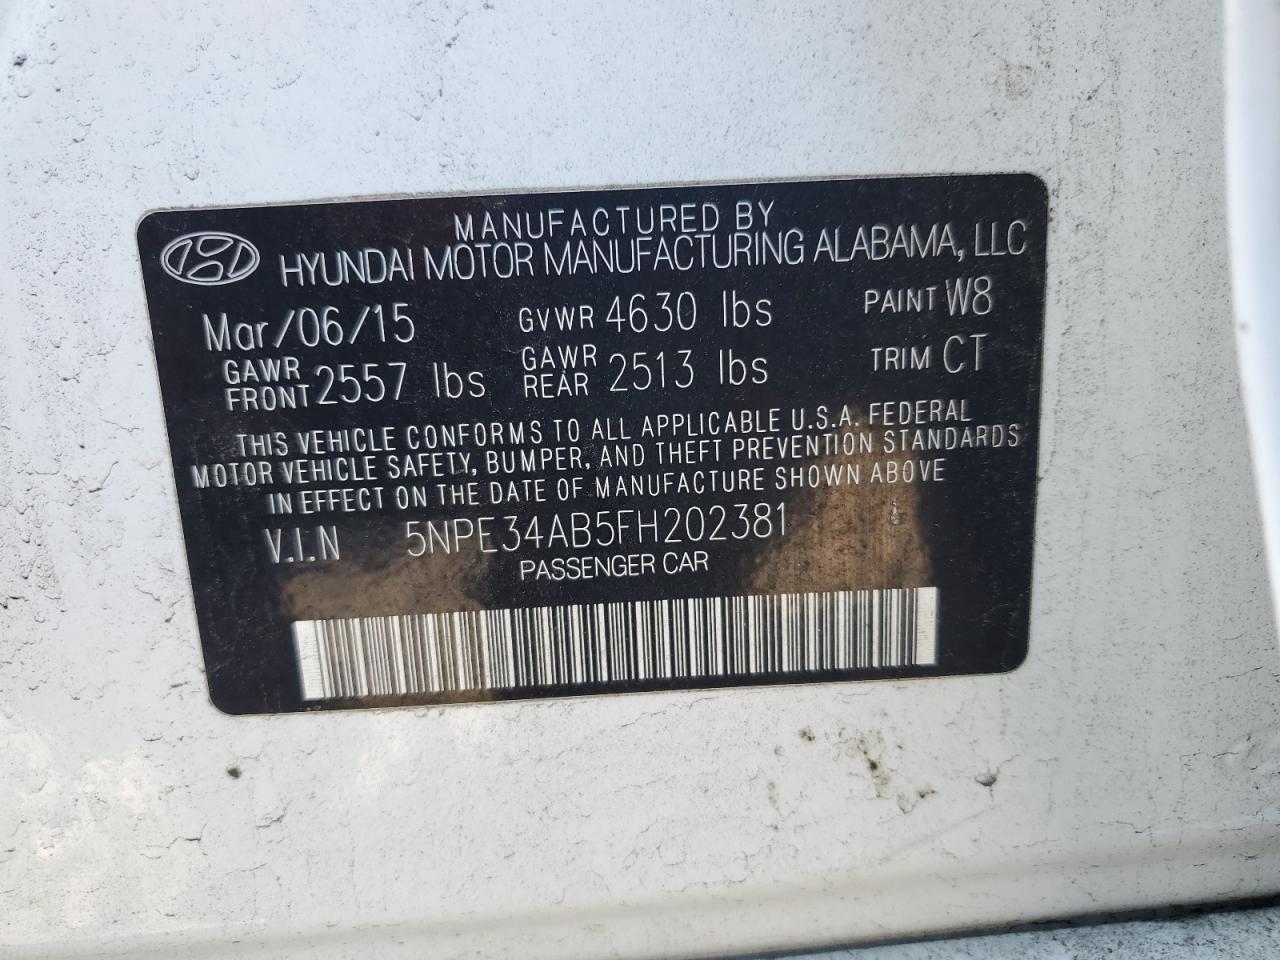 MANUFACTURED BY
HYUNDAI MOTOR MANUFACTURING ALABAMA, LLC
Mar/06/15 GVWR 4630 lbs PAINT W8
GAWR FRONT 2557 lbs GAWR REAR 2513 lbs TRIM CT
THIS VEHICLE CONFORMS TO ALL APPLICABLE U.S.A. FEDERAL
MOTOR VEHICLE SAFETY, BUMPER, AND THEFT PREVENTION STANDARDS
IN EFFECT ON THE DATE OF MANUFACTURE SHOWN ABOVE
V.I.N 5NPE34AB5FH202381
PASSENGER CAR